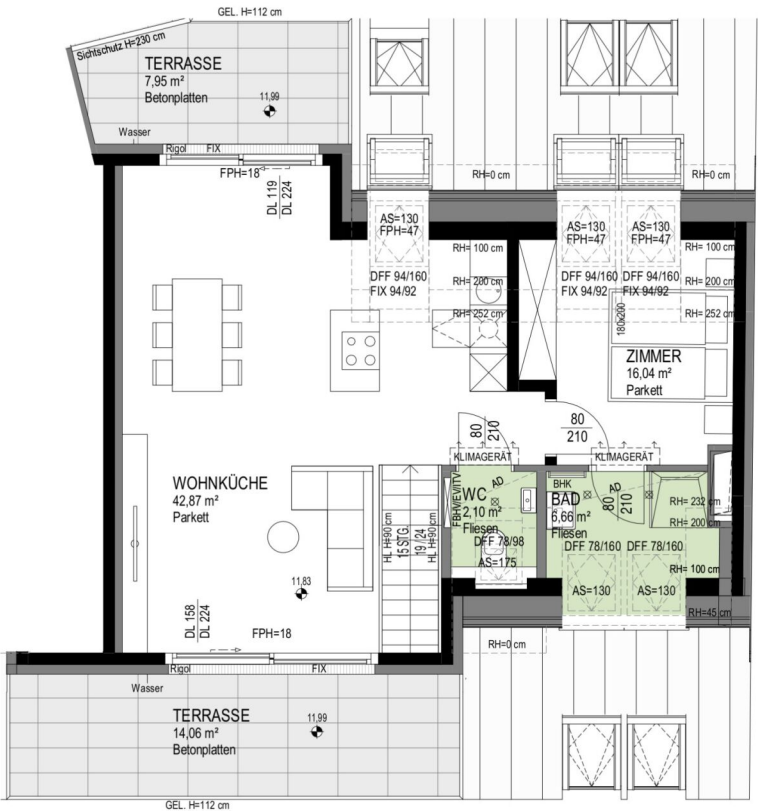 GEL. H=112 cm
Sichtschutz H=230 cm
TERRASSE
7,95 m²
Betonplatten
11,99
Wasser
Rigol
FIX
FPH=18
DL 119
DL 224
RH=0 cm
RH=0 cm
AS=130
FPH=47
AS=130
FPH=47
AS=130
FPH=47
RH= 100 cm
RH= 100 cm
DFF 94/160
FIX 94/92
RH= 200 cm
DFF 94/160
FIX 94/92
DFF 94/160
FIX 94/92
RH= 200 cm
RH= 252 cm
RH= 252 cm
180x200
ZIMMER
16,04 m²
Parkett
80
210
80
210
KLIMAGERÄT
KLIMAGERÄT
WOHNKÜCHE
42,87 m²
Parkett
FBH/WE/ITV
AD
WC
2,10 m²
Fliesen
DFF 78/98
AS=175
BHK
BAD
6,66 m²
Fliesen
AD
80
210
RH= 232 cm
RH= 200 cm
DFF 78/160
DFF 78/160
RH= 100 cm
AS=130
AS=130
RH=45 cm
HL H=90 cm
15 STG.
19 / 24
HL H=90 cm
11,83
DL 158
DL 224
FPH=18
RH=0 cm
Rigol
FIX
Wasser
TERRASSE
14,06 m²
Betonplatten
11,99
GEL. H=112 cm